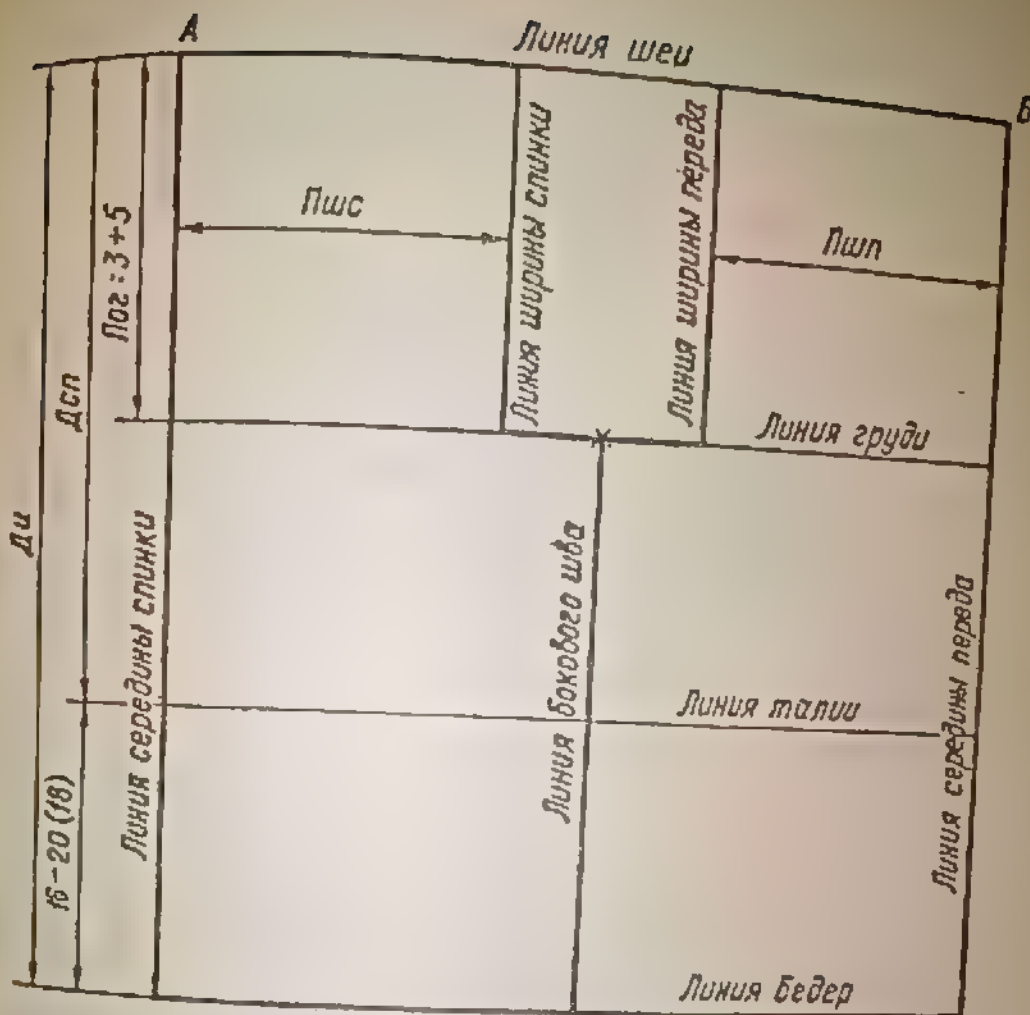 А
Линия шеи
В
Пшс
Линия ширины спинки
Линия ширины переда
Пшп
Пог=3+5
Дсп
Ди
Линия груди
Линия середины спинки
Линия бокового шва
Линия талии
Линия середины переда
16-20(18)
Линия бедер